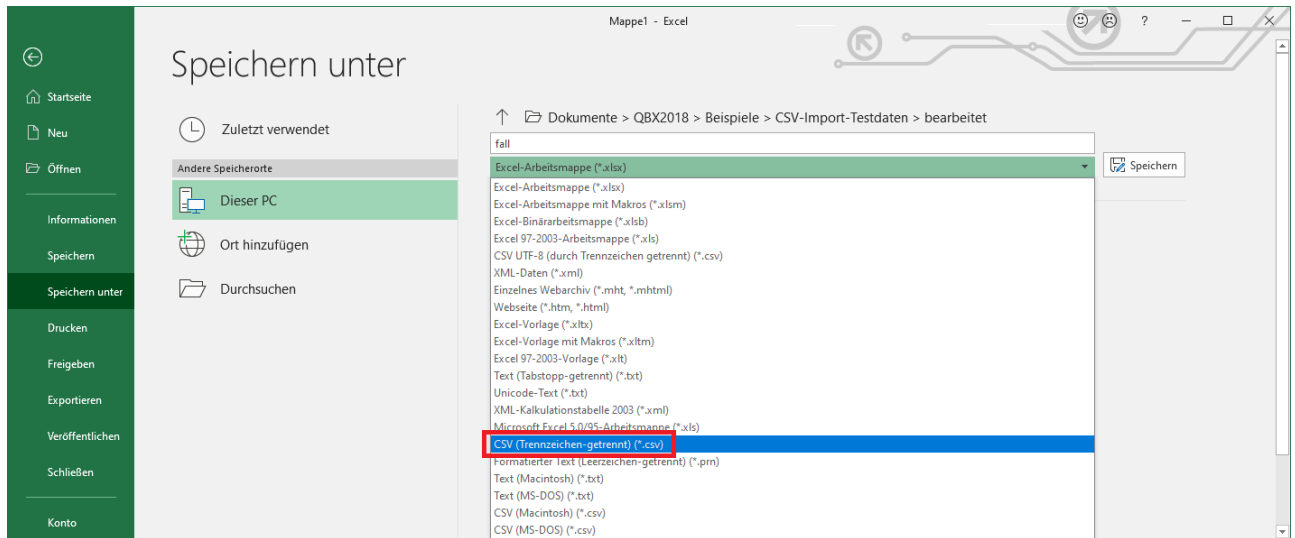 Mappe1 - Excel
?
Speichern unter
Startseite
Neu
Öffnen
Informationen
Speichern
Speichern unter
Drucken
Freigeben
Exportieren
Veröffentlichen
Schließen
Konto
Zuletzt verwendet
Andere Speicherorte
Dieser PC
Ort hinzufügen
Durchsuchen
Dokumente > QBX2018 > Beispiele > CSV-Import-Testdaten > bearbeitet
fall
Excel-Arbeitsmappe (*.xlsx)
Speichern
Excel-Arbeitsmappe (*.xlsx)
Excel-Arbeitsmappe mit Makros (*.xlsm)
Excel-Binärarbeitsmappe (*.xlsb)
Excel 97-2003-Arbeitsmappe (*.xls)
CSV UTF-8 (durch Trennzeichen getrennt) (*.csv)
XML-Daten (*.xml)
Einzelnes Webarchiv (*.mht, *.mhtml)
Webseite (*.htm, *.html)
Excel-Vorlage (*.xltx)
Excel-Vorlage mit Makros (*.xltm)
Excel 97-2003-Vorlage (*.xlt)
Text (Tabstopp-getrennt) (*.txt)
Unicode-Text (*.txt)
XML-Kalkulationstabelle 2003 (*.xml)
Microsoft Excel 5.0/95-Arbeitsmappe (*.xls)
CSV (Trennzeichen-getrennt) (*.csv)
Formatierter Text (Leerzeichen-getrennt) (*.prn)
Text (Macintosh) (*.txt)
Text (MS-DOS) (*.txt)
CSV (Macintosh) (*.csv)
CSV (MS-DOS) (*.csv)